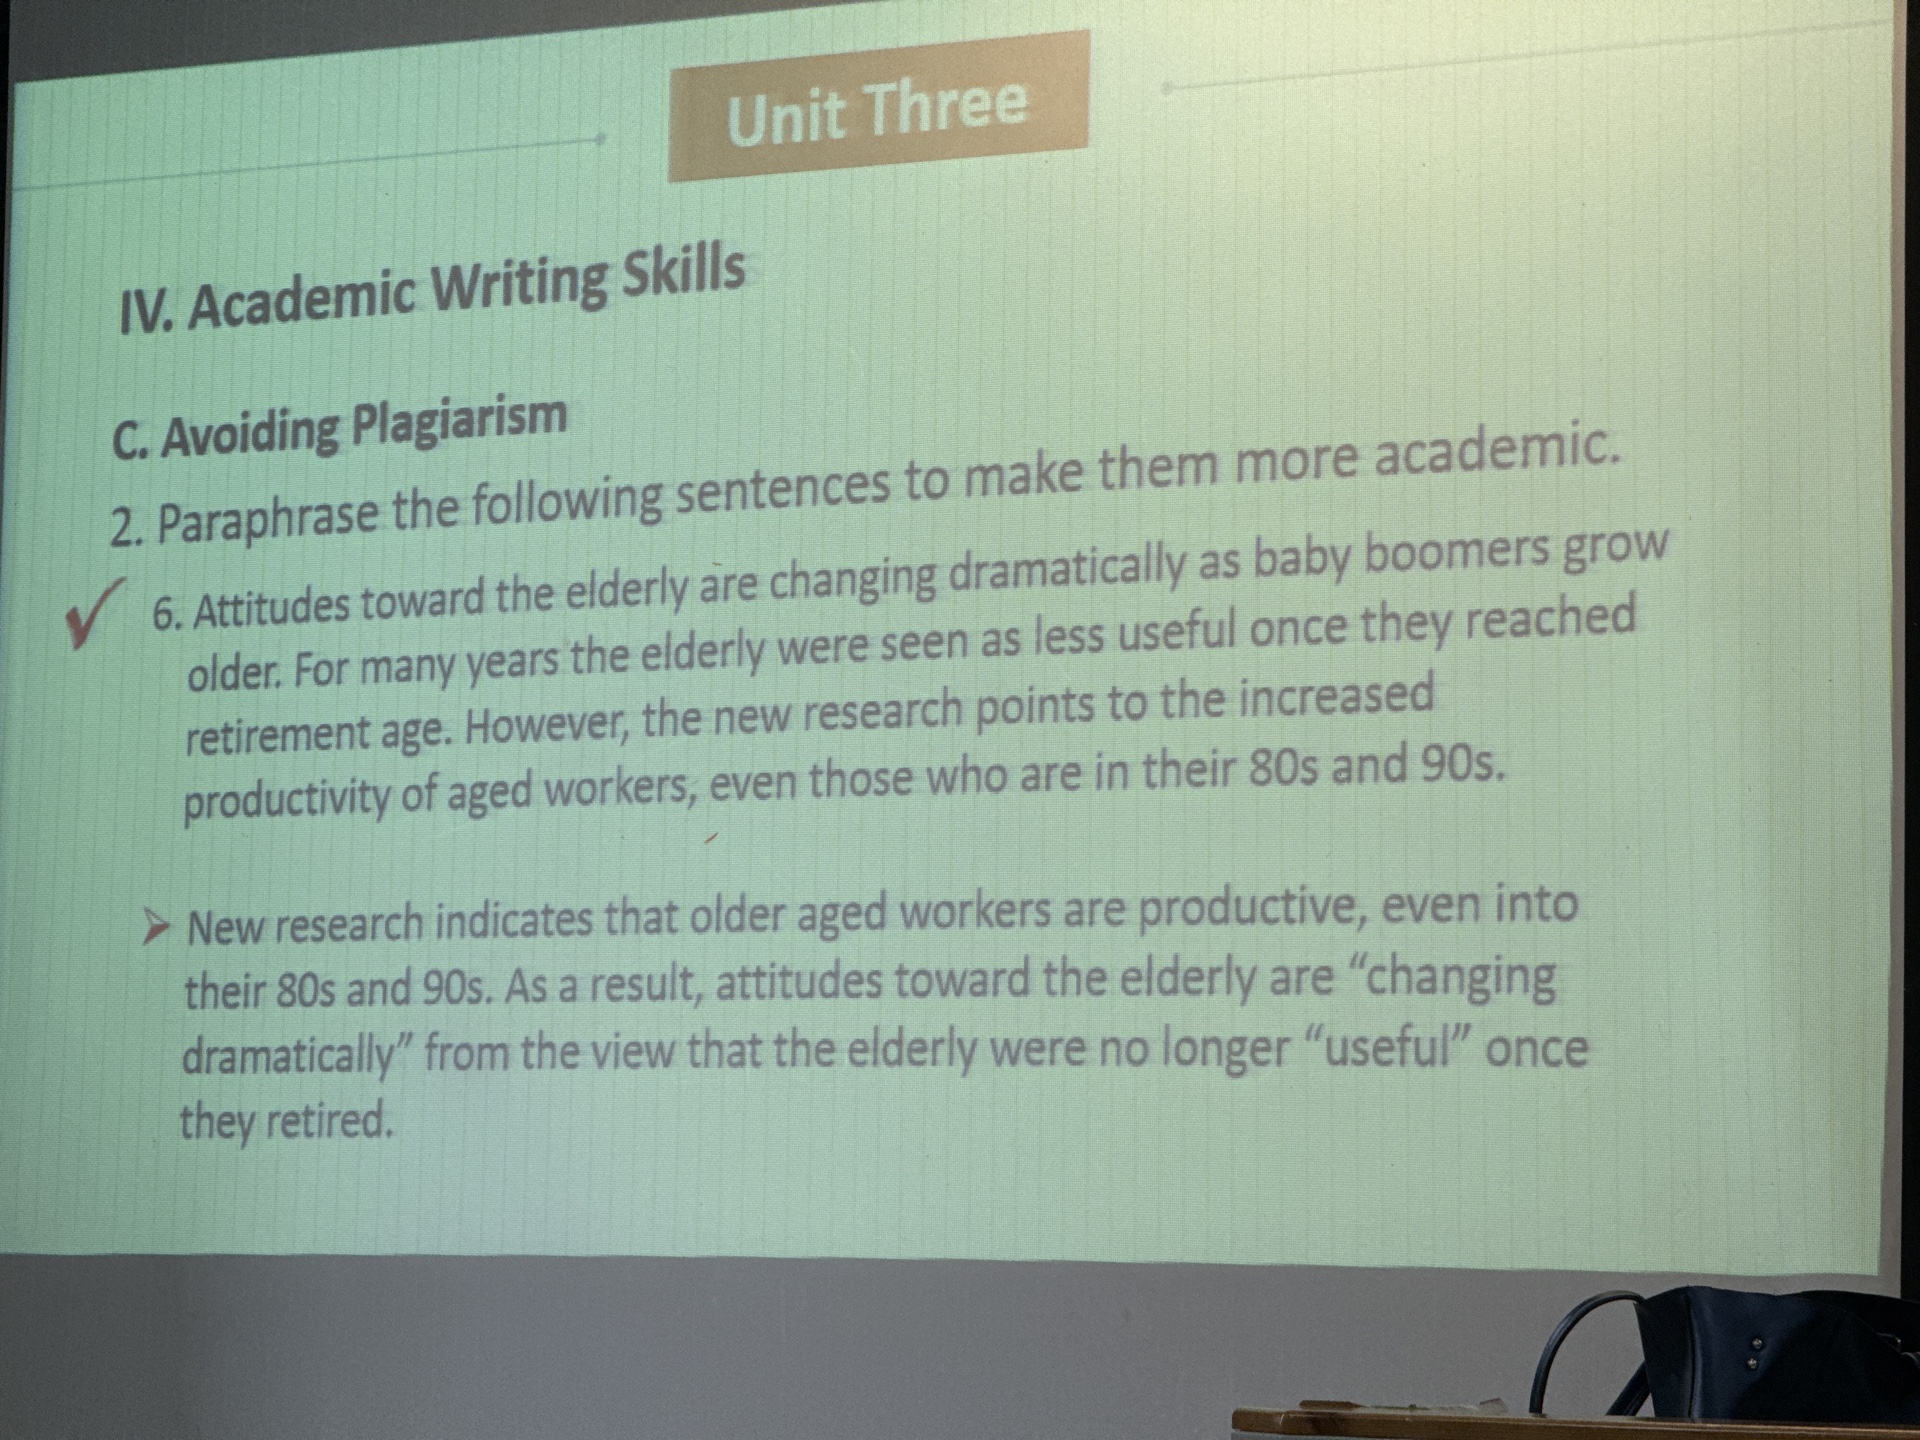 Unit Three
IV. Academic Writing Skills
C. Avoiding Plagiarism
2. Paraphrase the following sentences to make them more academic.
6. Attitudes toward the elderly are changing dramatically as baby boomers grow
older. For many years the elderly were seen as less useful once they reached
retirement age. However, the new research points to the increased
productivity of aged workers, even those who are in their 80s and 90s.
New research indicates that older aged workers are productive, even into
their 80s and 90s. As a result, attitudes toward the elderly are “changing
dramatically” from the view that the elderly were no longer “useful” once
they retired.